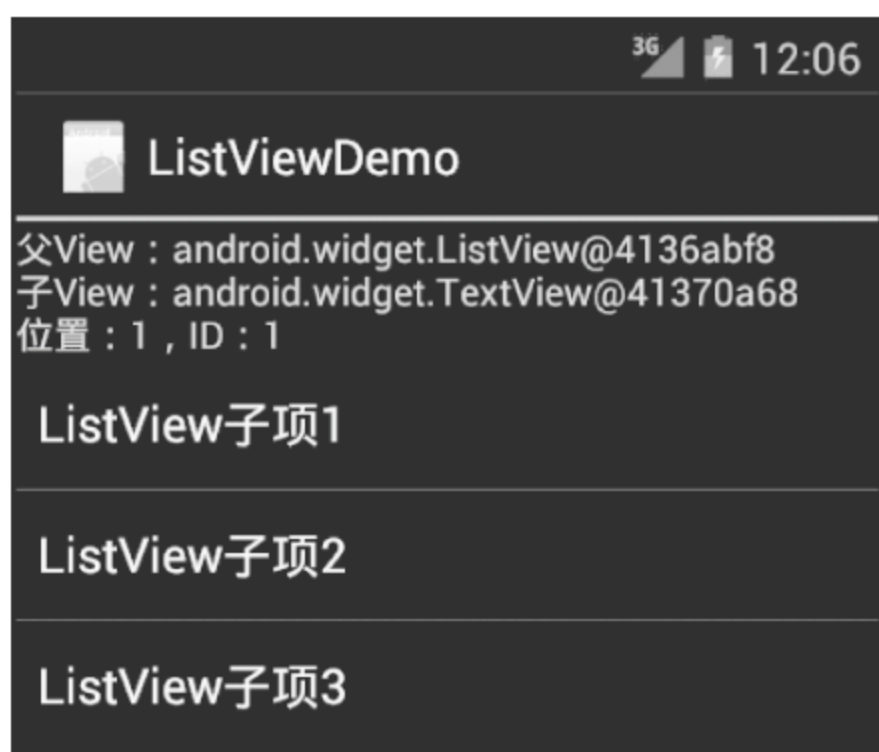 3G 12:06
ListViewDemo
父View：android.widget.ListView@4136abf8
子View：android.widget.TextView@41370a68
位置：1，ID：1
ListView子项1
ListView子项2
ListView子项3